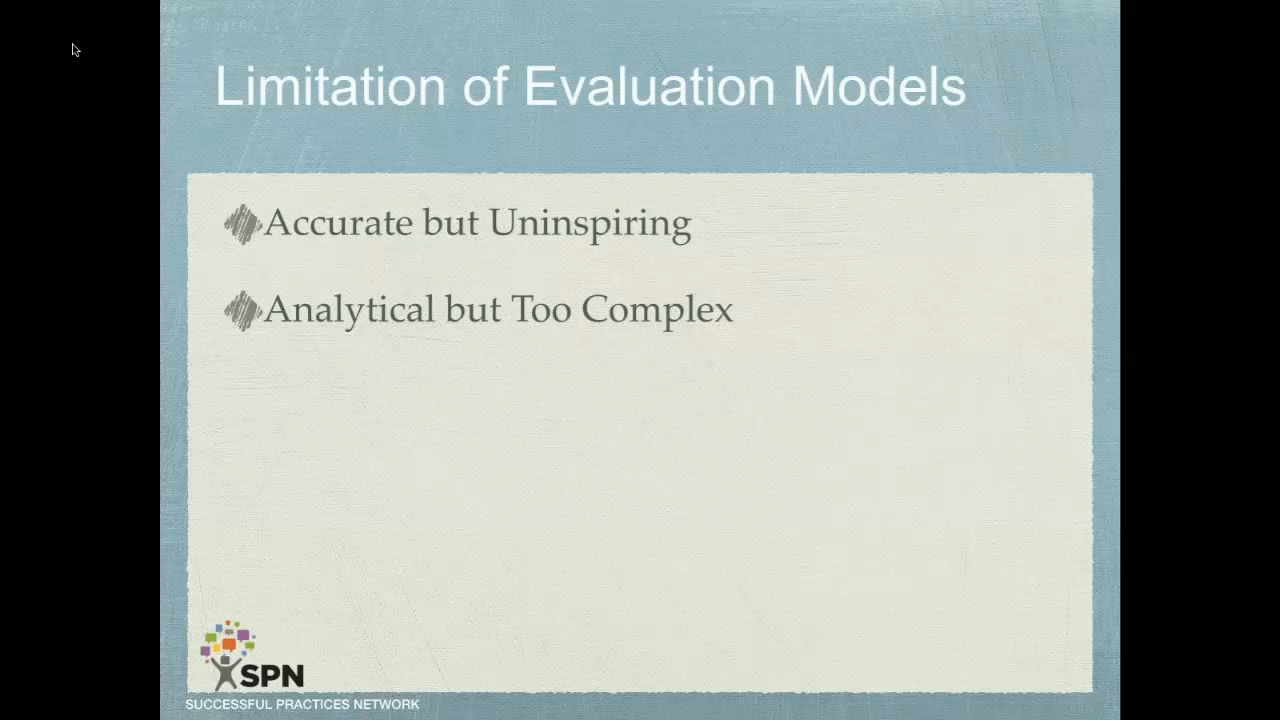 Limitation of Evaluation Models
Accurate but Uninspiring
Analytical but Too Complex
SPN
SUCCESSFUL PRACTICES NETWORK